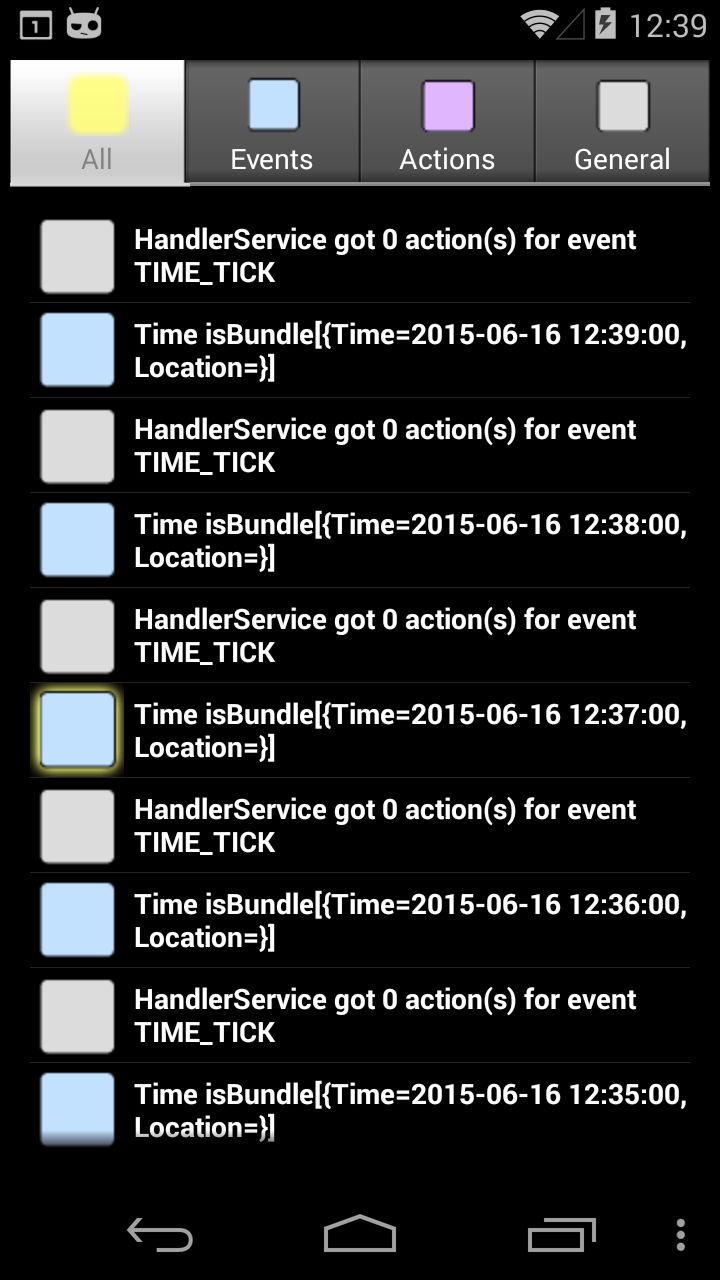 1
12:39
All
Events
Actions
General
HandlerService got 0 action(s) for event
TIME_TICK
Time isBundle[{Time=2015-06-16 12:39:00,
Location=}]
HandlerService got 0 action(s) for event
TIME_TICK
Time isBundle[{Time=2015-06-16 12:38:00,
Location=}]
HandlerService got 0 action(s) for event
TIME_TICK
Time isBundle[{Time=2015-06-16 12:37:00,
Location=}]
HandlerService got 0 action(s) for event
TIME_TICK
Time isBundle[{Time=2015-06-16 12:36:00,
Location=}]
HandlerService got 0 action(s) for event
TIME_TICK
Time isBundle[{Time=2015-06-16 12:35:00,
Location=}]